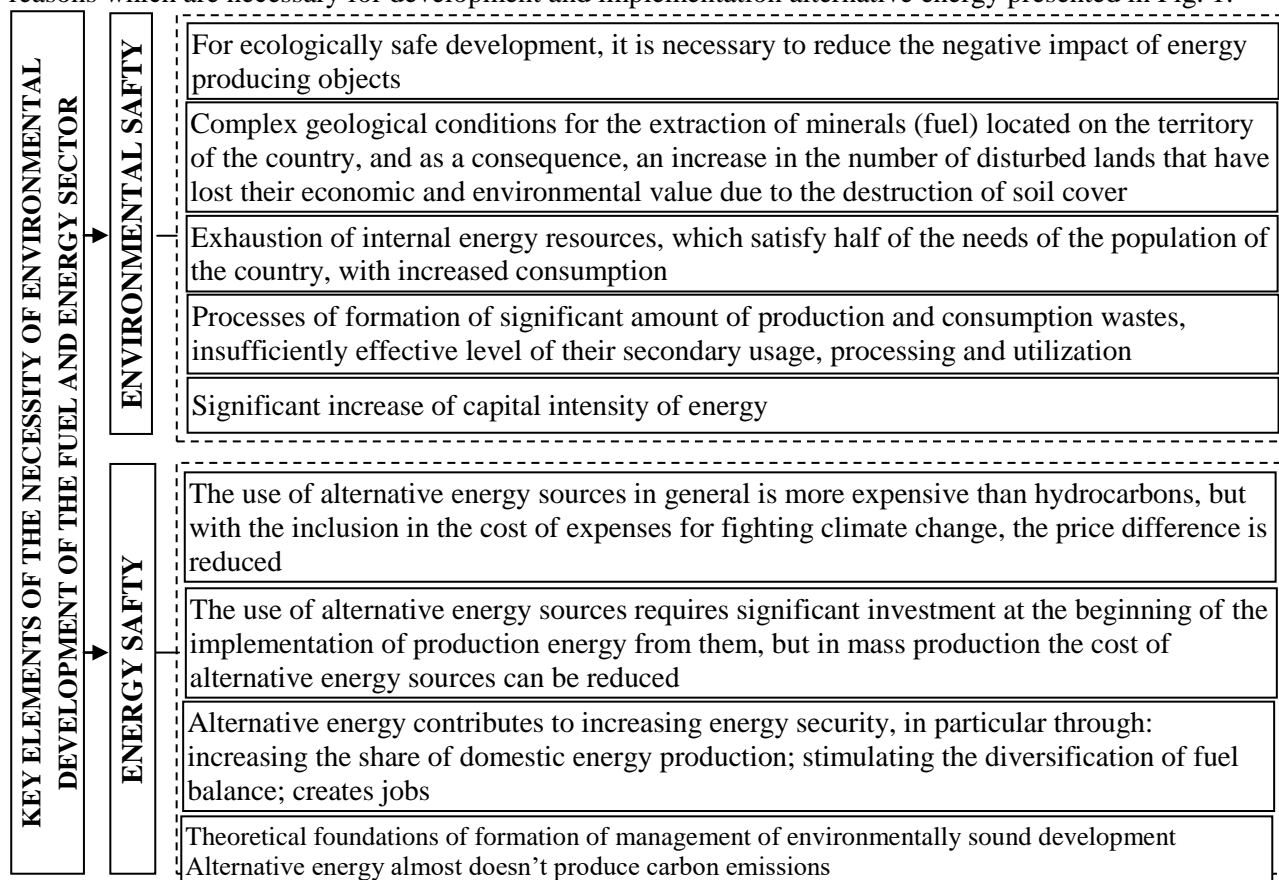 reasons which are necessary for development and implementation alternative energy presented in Fig. 1.
KEY ELEMENTS OF THE NECESSITY OF ENVIRONMENTAL
DEVELOPMENT OF THE FUEL AND ENERGY SECTOR
ENVIRONMENTAL SAFTY
For ecologically safe development, it is necessary to reduce the negative impact of energy
producing objects
Complex geological conditions for the extraction of minerals (fuel) located on the territory
of the country, and as a consequence, an increase in the number of disturbed lands that have
lost their economic and environmental value due to the destruction of soil cover
Exhaustion of internal energy resources, which satisfy half of the needs of the population of
the country, with increased consumption
Processes of formation of significant amount of production and consumption wastes,
insufficiently effective level of their secondary usage, processing and utilization
Significant increase of capital intensity of energy
ENERGY SAFTY
The use of alternative energy sources in general is more expensive than hydrocarbons, but
with the inclusion in the cost of expenses for fighting climate change, the price difference is
reduced
The use of alternative energy sources requires significant investment at the beginning of the
implementation of production energy from them, but in mass production the cost of
alternative energy sources can be reduced
Alternative energy contributes to increasing energy security, in particular through:
increasing the share of domestic energy production; stimulating the diversification of fuel
balance; creates jobs
Theoretical foundations of formation of management of environmentally sound development
Alternative energy almost doesn't produce carbon emissions